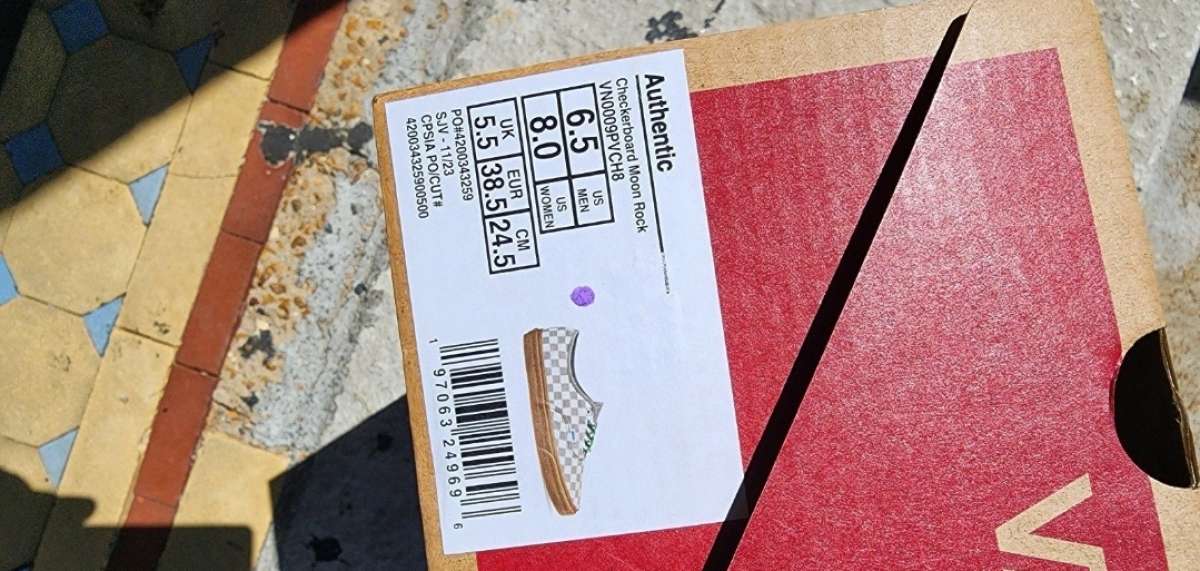 Authentic
Checkerboard Moon Rock
VN0009PVCH8
6.5 US MEN
8.0 US WOMEN
UK 5.5 EUR 38.5 CM 24.5
PO#4200343259
SJV - 11/23
CPSIA PO/CUT#
420034325900500
1 97063 24969 6
V